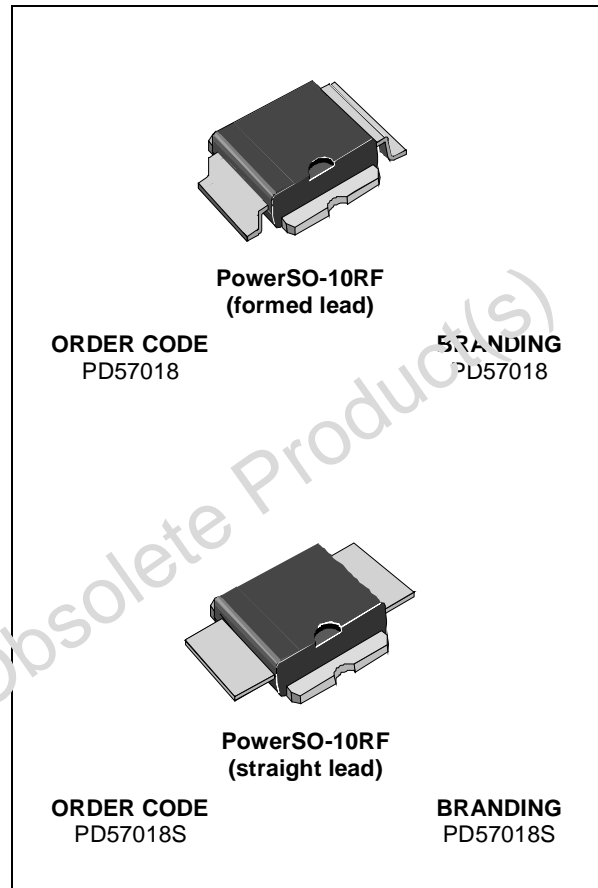 PowerSO-10RF
(formed lead)
ORDER CODE BRANDING
PD57018 PD57018
Obsolete Product(s)
PowerSO-10RF
(straight lead)
ORDER CODE BRANDING
PD57018S PD57018S